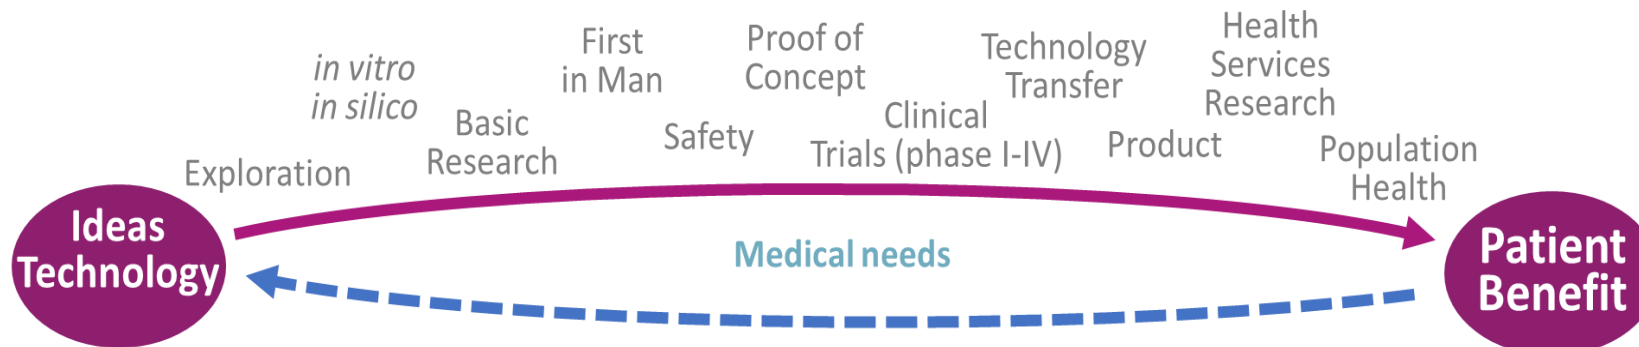 Ideas
Technology
Exploration
in vitro
in silico
Basic
Research
First
in Man
Safety
Proof of
Concept
Clinical
Trials (phase I-IV)
Technology
Transfer
Product
Health
Services
Research
Population
Health
Patient
Benefit
Medical needs